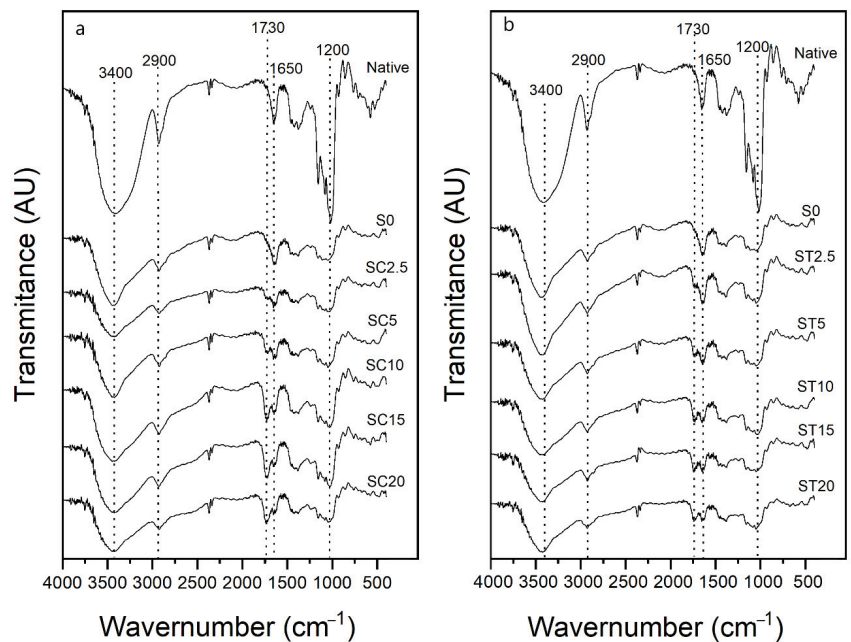 a
1730
1200
2900
1650
3400
Native
S0
SC2.5
SC5
SC10
SC15
SC20
Transmitance (AU)
4000 3500 3000 2500 2000 1500 1000 500
Wavernumber (cm⁻¹)
b
1730
1200
2900
1650
3400
Native
S0
ST2.5
ST5
ST10
ST15
ST20
Transmitance (AU)
4000 3500 3000 2500 2000 1500 1000 500
Wavernumber (cm⁻¹)